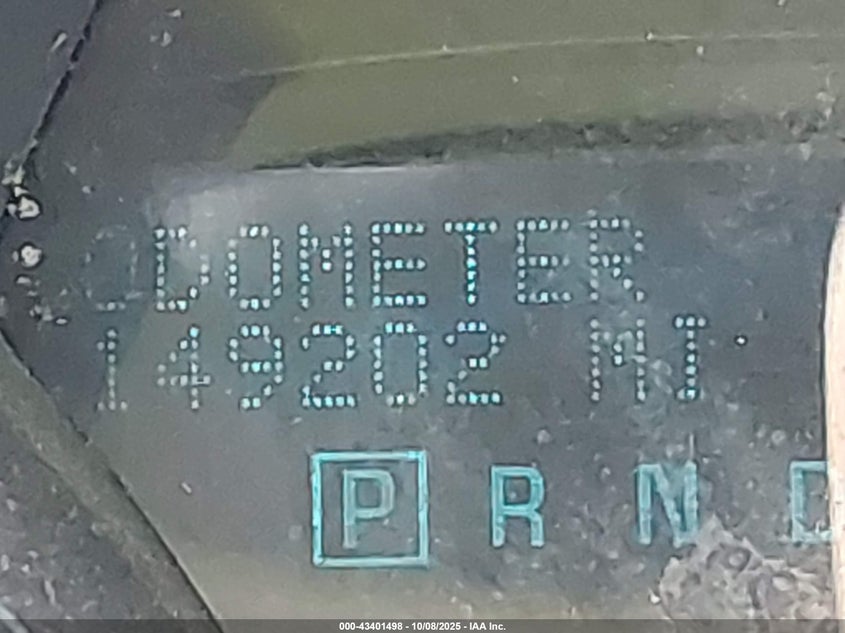 ODOMETER
149202 MI
P R N D
000-43401498 - 10/08/2025 - IAA Inc.